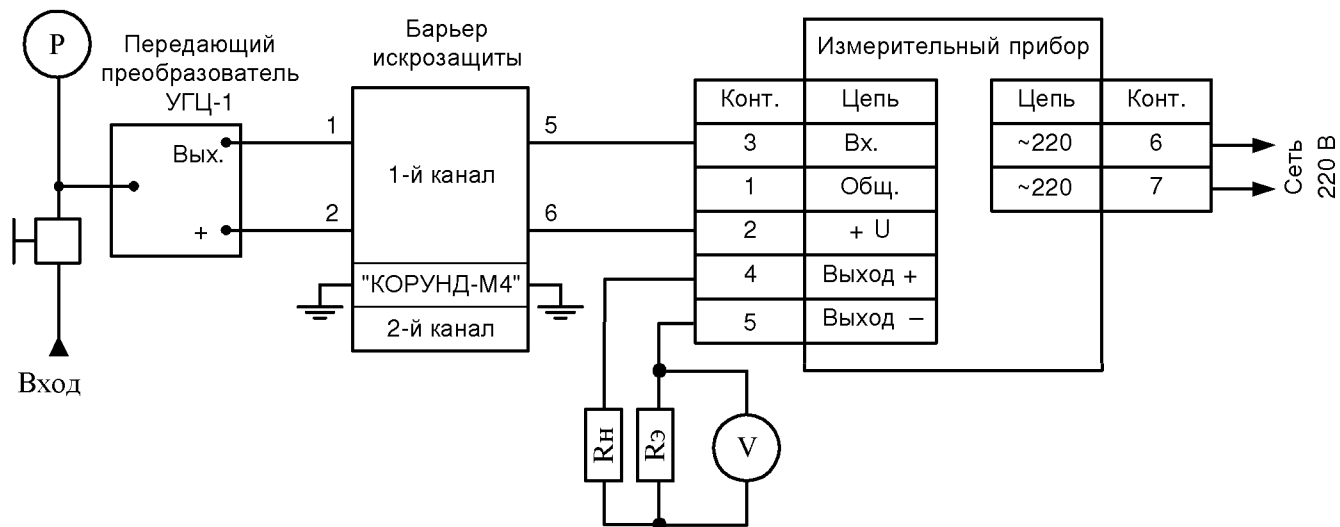 P
Передающий
преобразователь
УГЦ-1
Вых.
+
Вход
1
2
Барьер
искрозащиты
1-й канал
"КОРУНД-М4"
2-й канал
5
6
Измерительный прибор
Конт. Цепь
3 Вх.
1 Общ.
2 + U
4 Выход +
5 Выход –
Цепь Конт.
~220 6
~220 7
Сеть
220 В
Rн
Rэ
V